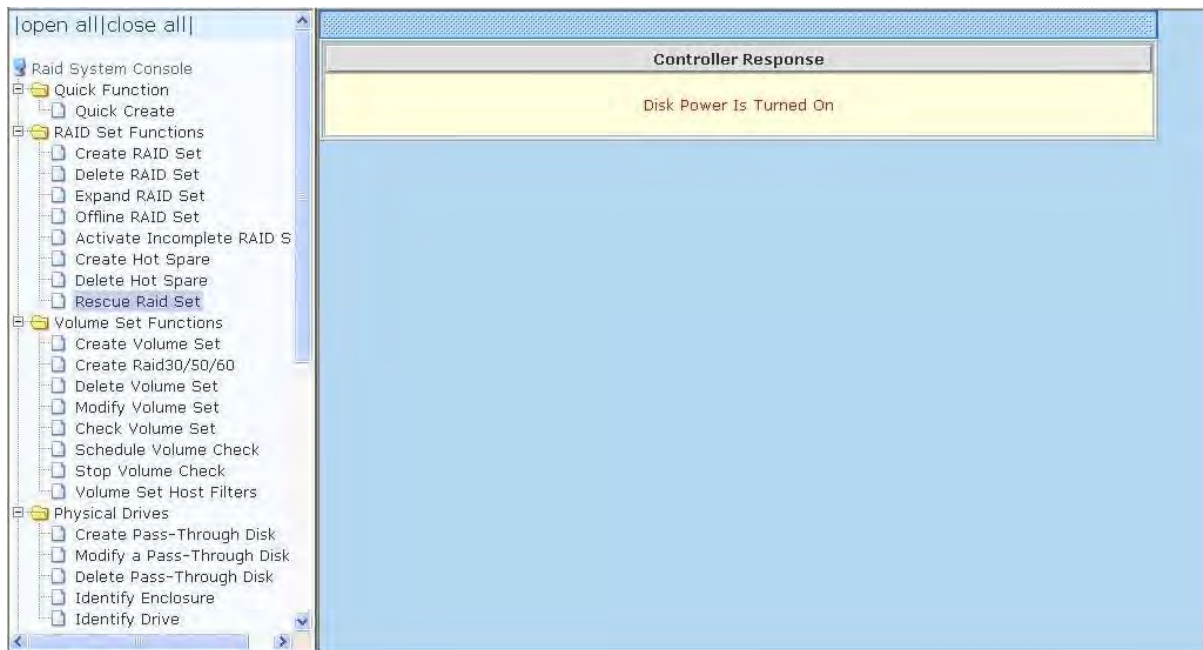 |open all|close all|
Raid System Console
Quick Function
Quick Create
RAID Set Functions
Create RAID Set
Delete RAID Set
Expand RAID Set
Offline RAID Set
Activate Incomplete RAID S
Create Hot Spare
Delete Hot Spare
Rescue Raid Set
Volume Set Functions
Create Volume Set
Create Raid30/50/60
Delete Volume Set
Modify Volume Set
Check Volume Set
Schedule Volume Check
Stop Volume Check
Volume Set Host Filters
Physical Drives
Create Pass-Through Disk
Modify a Pass-Through Disk
Delete Pass-Through Disk
Identify Enclosure
Identify Drive
Controller Response
Disk Power Is Turned On